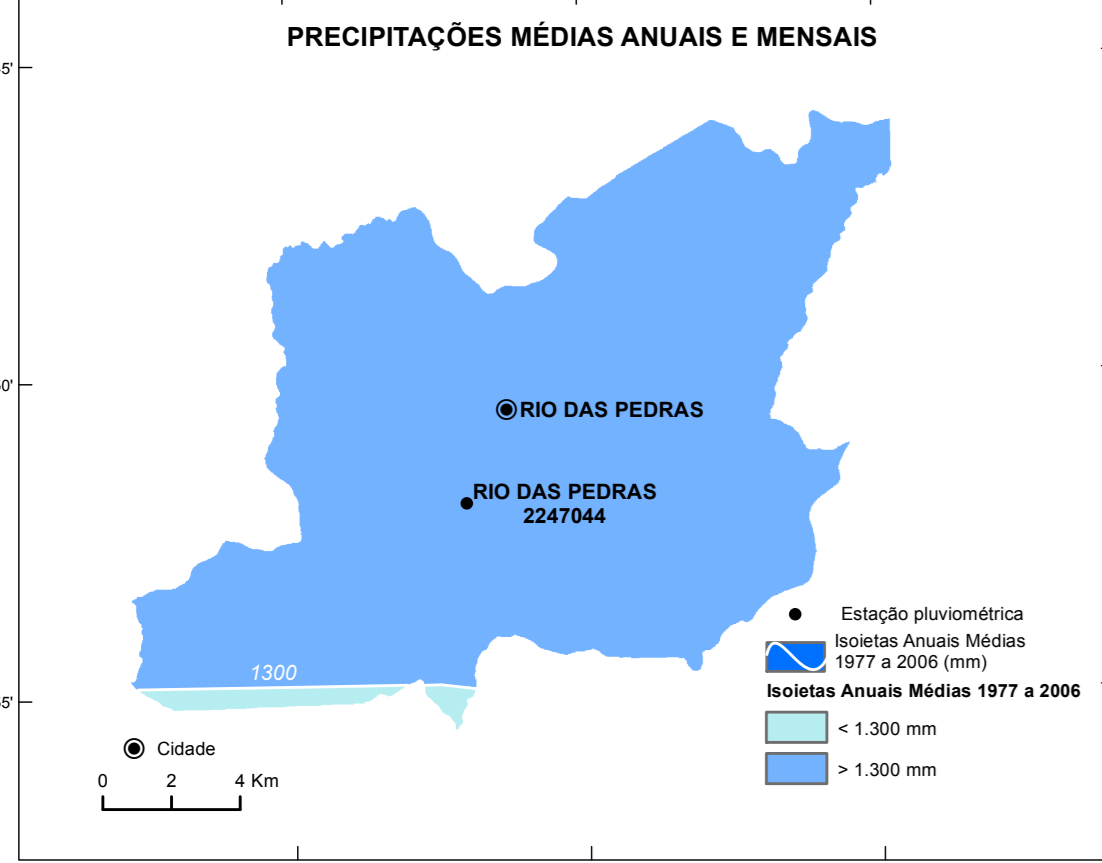 PRECIPITAÇÕES MÉDIAS ANUAIS E MENSAIS
5'
0'
RIO DAS PEDRAS
RIO DAS PEDRAS
2247044
Estação pluviométrica
Isoietas Anuais Médias
1977 a 2006 (mm)
1300
Isoietas Anuais Médias 1977 a 2006
55'
< 1.300 mm
Cidade
> 1.300 mm
0 2 4 Km